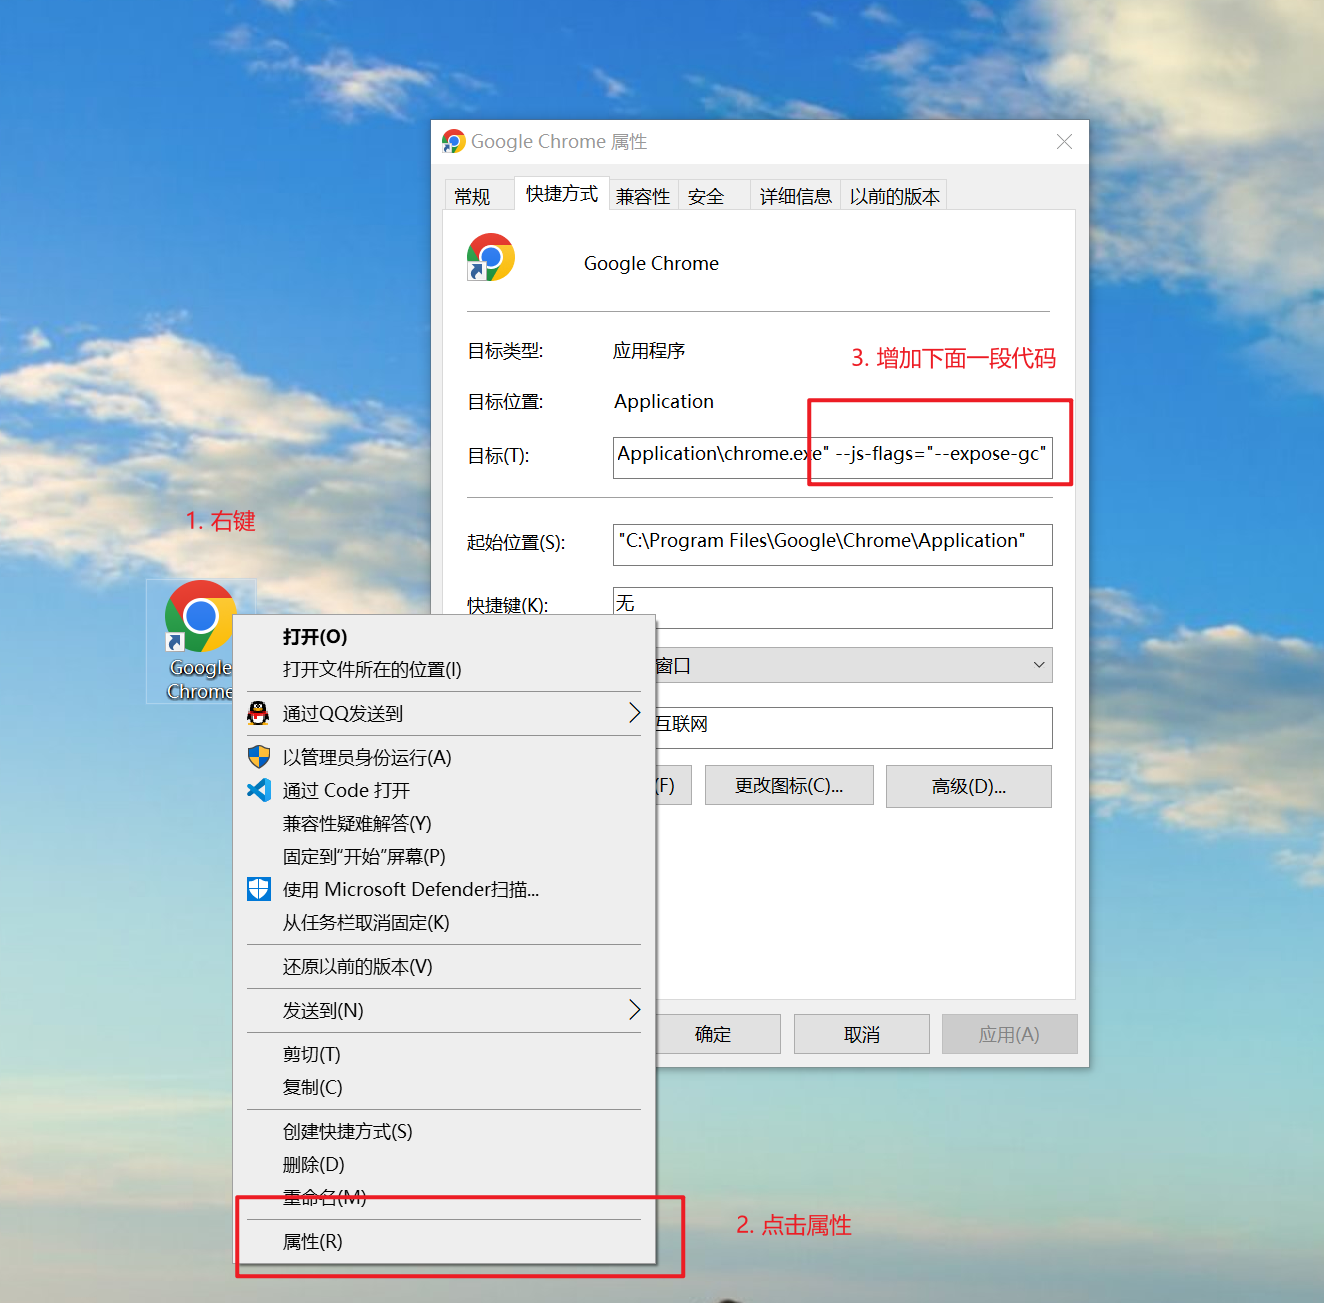 Google Chrome 属性
常规
快捷方式
兼容性
安全
详细信息
以前的版本
Google Chrome
目标类型:
应用程序
3. 增加下面一段代码
目标位置:
Application
目标(T):
Application\chrome.exe" --js-flags="--expose-gc"
1. 右键
起始位置(S):
"C:\Program Files\Google\Chrome\Application"
快捷键(K):
无
窗口
互联网
(F)
更改图标(C)...
高级(D)...
确定
取消
应用(A)
Google
Chrome
打开(O)
打开文件所在的位置(I)
通过QQ发送到
以管理员身份运行(A)
通过 Code 打开
兼容性疑难解答(Y)
固定到“开始”屏幕(P)
使用 Microsoft Defender扫描...
从任务栏取消固定(K)
还原以前的版本(V)
发送到(N)
剪切(T)
复制(C)
创建快捷方式(S)
删除(D)
重命名(M)
属性(R)
2. 点击属性